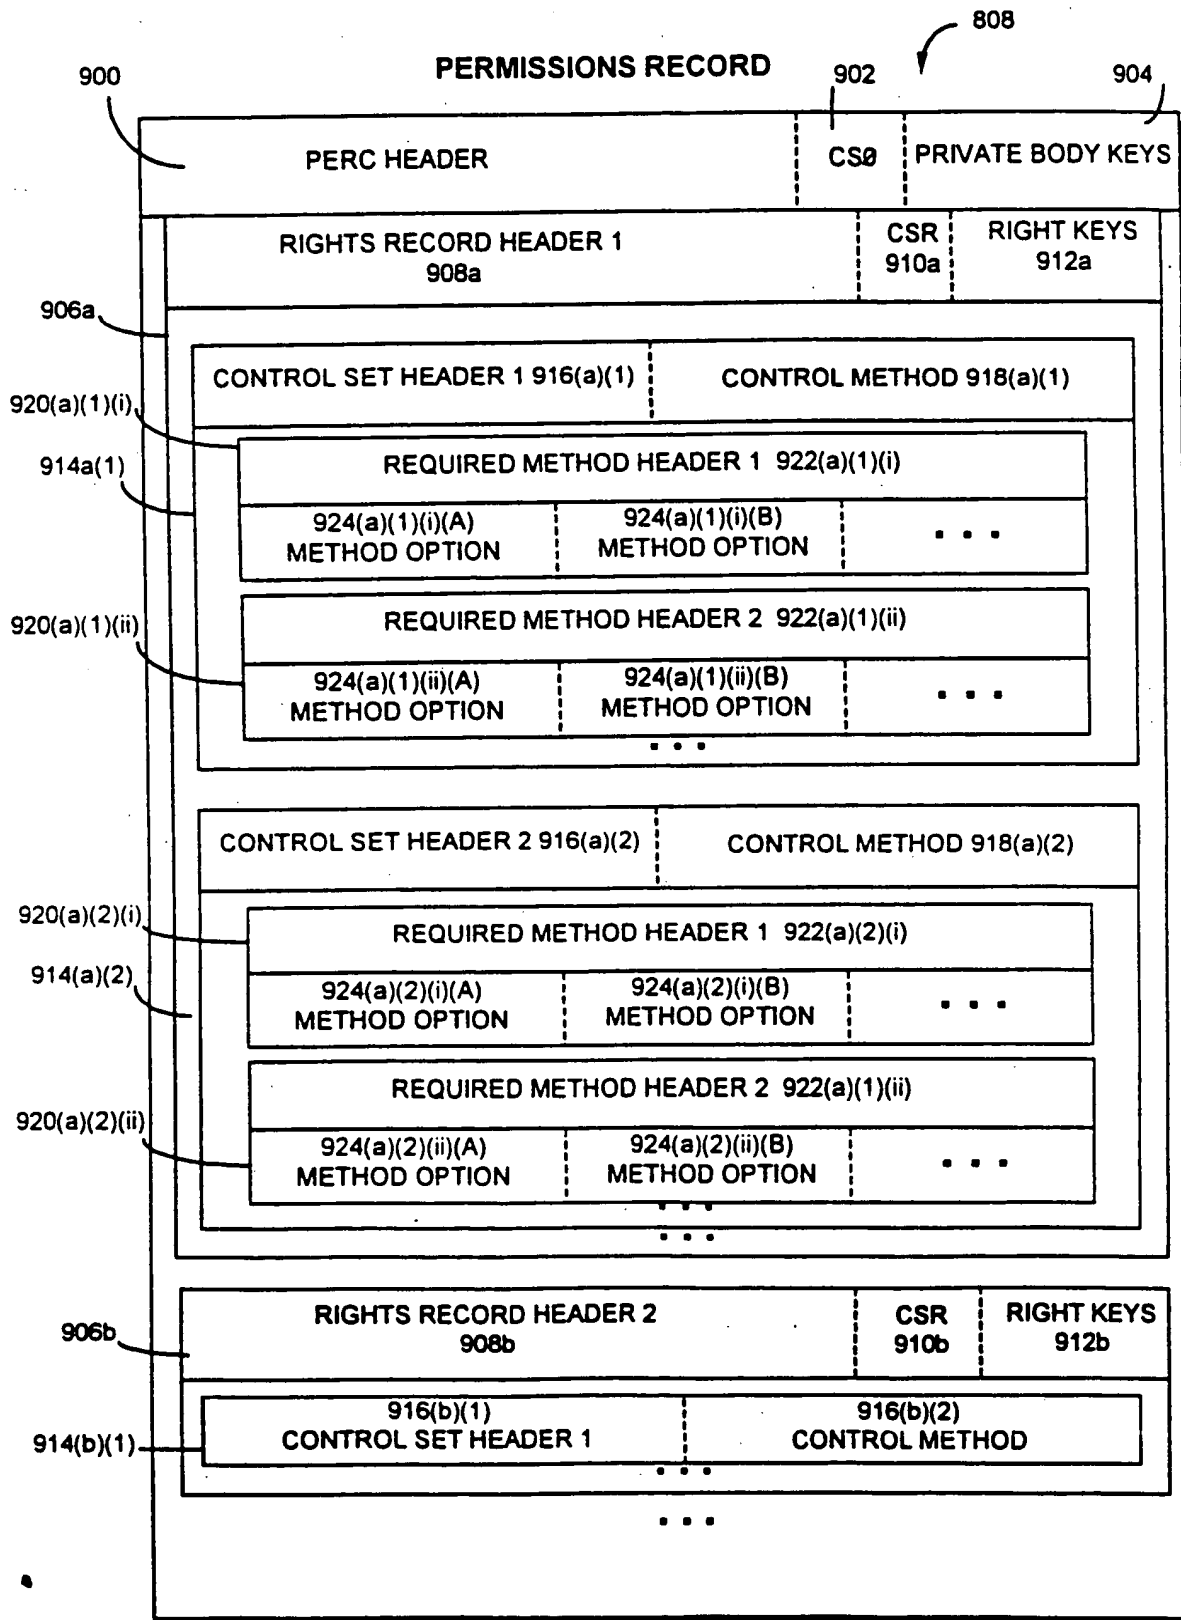 808
PERMISSIONS RECORD
900
902
904
PERC HEADER
CS0
PRIVATE BODY KEYS
RIGHTS RECORD HEADER 1
908a
CSR
910a
RIGHT KEYS
912a
906a
CONTROL SET HEADER 1 916(a)(1)
CONTROL METHOD 918(a)(1)
920(a)(1)(i)
914a(1)
REQUIRED METHOD HEADER 1 922(a)(1)(i)
924(a)(1)(i)(A)
METHOD OPTION
924(a)(1)(i)(B)
METHOD OPTION
. . .
920(a)(1)(ii)
REQUIRED METHOD HEADER 2 922(a)(1)(ii)
924(a)(1)(ii)(A)
METHOD OPTION
924(a)(1)(ii)(B)
METHOD OPTION
. . .
. . .
CONTROL SET HEADER 2 916(a)(2)
CONTROL METHOD 918(a)(2)
920(a)(2)(i)
914(a)(2)
REQUIRED METHOD HEADER 1 922(a)(2)(i)
924(a)(2)(i)(A)
METHOD OPTION
924(a)(2)(i)(B)
METHOD OPTION
. . .
920(a)(2)(ii)
REQUIRED METHOD HEADER 2 922(a)(1)(ii)
924(a)(2)(ii)(A)
METHOD OPTION
924(a)(2)(ii)(B)
METHOD OPTION
. . .
. . .
. . .
906b
RIGHTS RECORD HEADER 2
908b
CSR
910b
RIGHT KEYS
912b
914(b)(1)
916(b)(1)
CONTROL SET HEADER 1
916(b)(2)
CONTROL METHOD
. . .
. . .